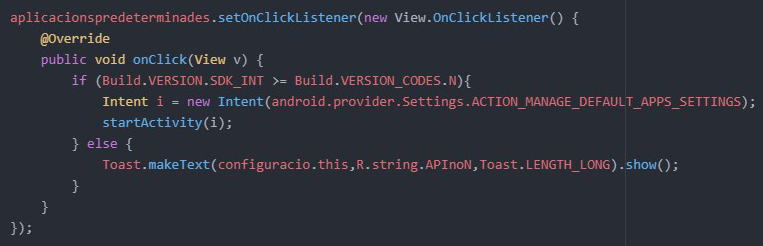 aplicacionspredeterminades.setOnClickListener(new View.OnClickListener() {
@Override
public void onClick(View v) {
if (Build.VERSION.SDK_INT >= Build.VERSION_CODES.N){
Intent i = new Intent(android.provider.Settings.ACTION_MANAGE_DEFAULT_APPS_SETTINGS);
startActivity(i);
} else {
Toast.makeText(configuracio.this,R.string.APInoN,Toast.LENGTH_LONG).show();
}
}
});